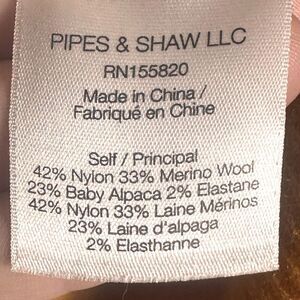 PIPES & SHAW LLC
RN155820
Made in China /
Fabriqué en Chine
Self / Principal
42% Nylon 33% Merino Wool
23% Baby Alpaca 2% Elastane
42% Nylon 33% Laine Mérinos
23% Laine d'alpaga
2% Elasthanne